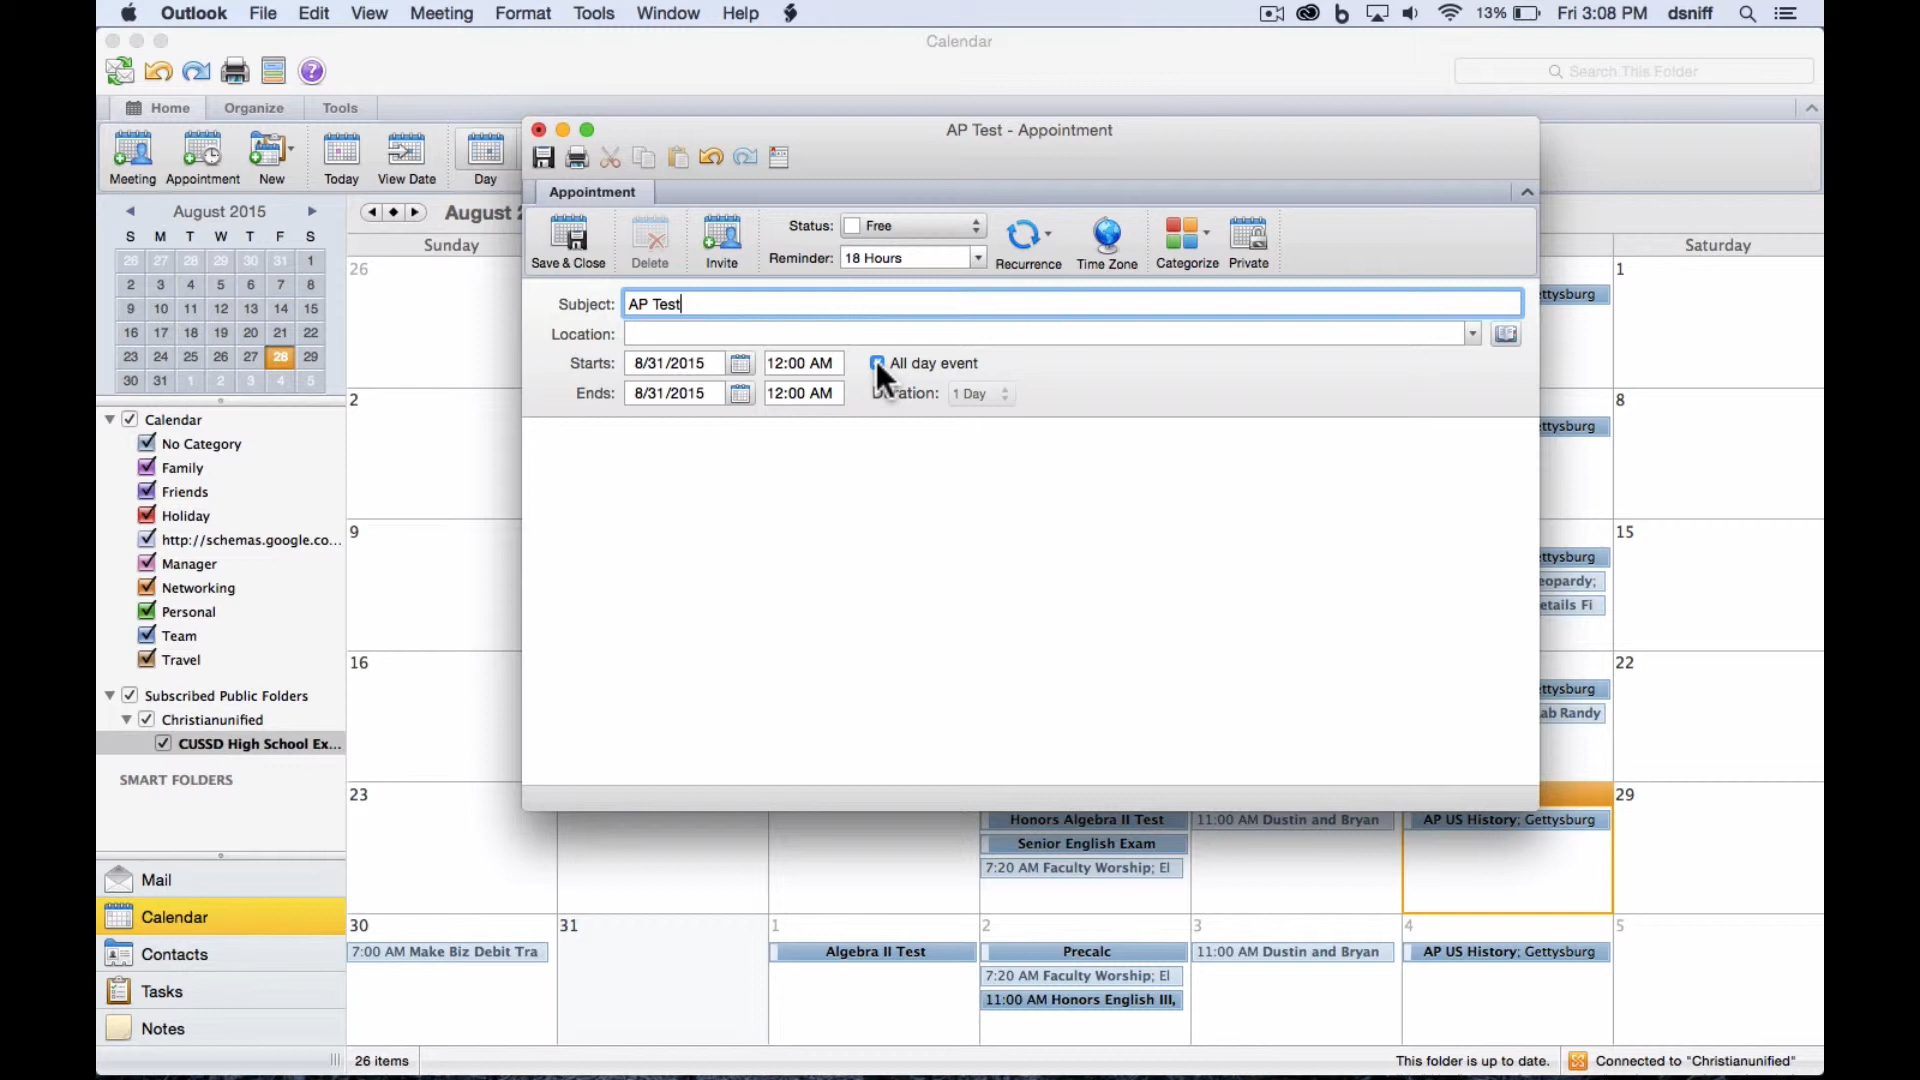 Outlook File Edit View Meeting Format Tools Window Help 13% Fri 3:08 PM dsniff
Calendar
Search This Folder
Home Organize Tools
Meeting Appointment New Today View Date Day
August 2015
S M T W T F S
26 27 28 29 30 31 1
2 3 4 5 6 7 8
9 10 11 12 13 14 15
16 17 18 19 20 21 22
23 24 25 26 27 28 29
30 31 1 2 3 4 5
Calendar
No Category
Family
Friends
Holiday
http://schemas.google.co...
Manager
Networking
Personal
Team
Travel
Subscribed Public Folders
Christianunified
CUSSD High School Ex...
SMART FOLDERS
Mail
Calendar
Contacts
Tasks
Notes
AP Test - Appointment
Appointment
Save & Close Delete Invite
Status: Free
Reminder: 18 Hours
Recurrence Time Zone Categorize Private
Subject: AP Test
Location:
Starts: 8/31/2015 12:00 AM All day event
Ends: 8/31/2015 12:00 AM Duration: 1 Day
August 2
Sunday Saturday
26 1
ttysburg
2 8
ttysburg
9 15
ttysburg
eopardy;
etails Fi
16 22
ttysburg
ab Randy
23 29
Honors Algebra II Test 11:00 AM Dustin and Bryan AP US History; Gettysburg
Senior English Exam
7:20 AM Faculty Worship; El
30 31 1 2 3 4 5
7:00 AM Make Biz Debit Tra Algebra II Test Precalc 11:00 AM Dustin and Bryan AP US History; Gettysburg
7:20 AM Faculty Worship; El
11:00 AM Honors English III,
26 items This folder is up to date. Connected to "Christianunified"